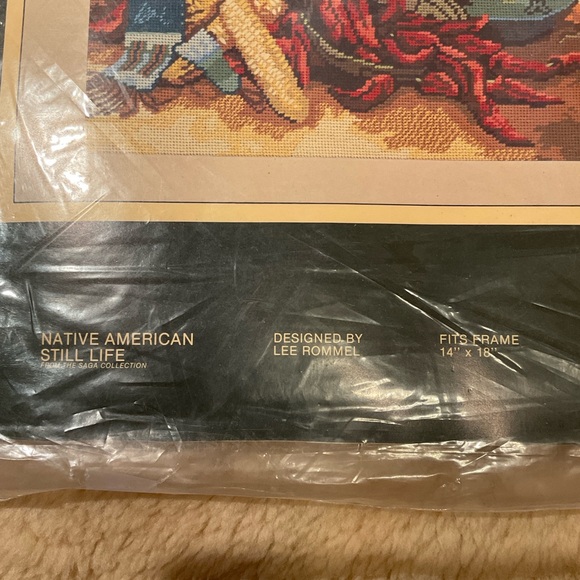 NATIVE AMERICAN
STILL LIFE
FROM THE SAGA COLLECTION
DESIGNED BY
LEE ROMMEL
FITS FRAME
14" x 18"